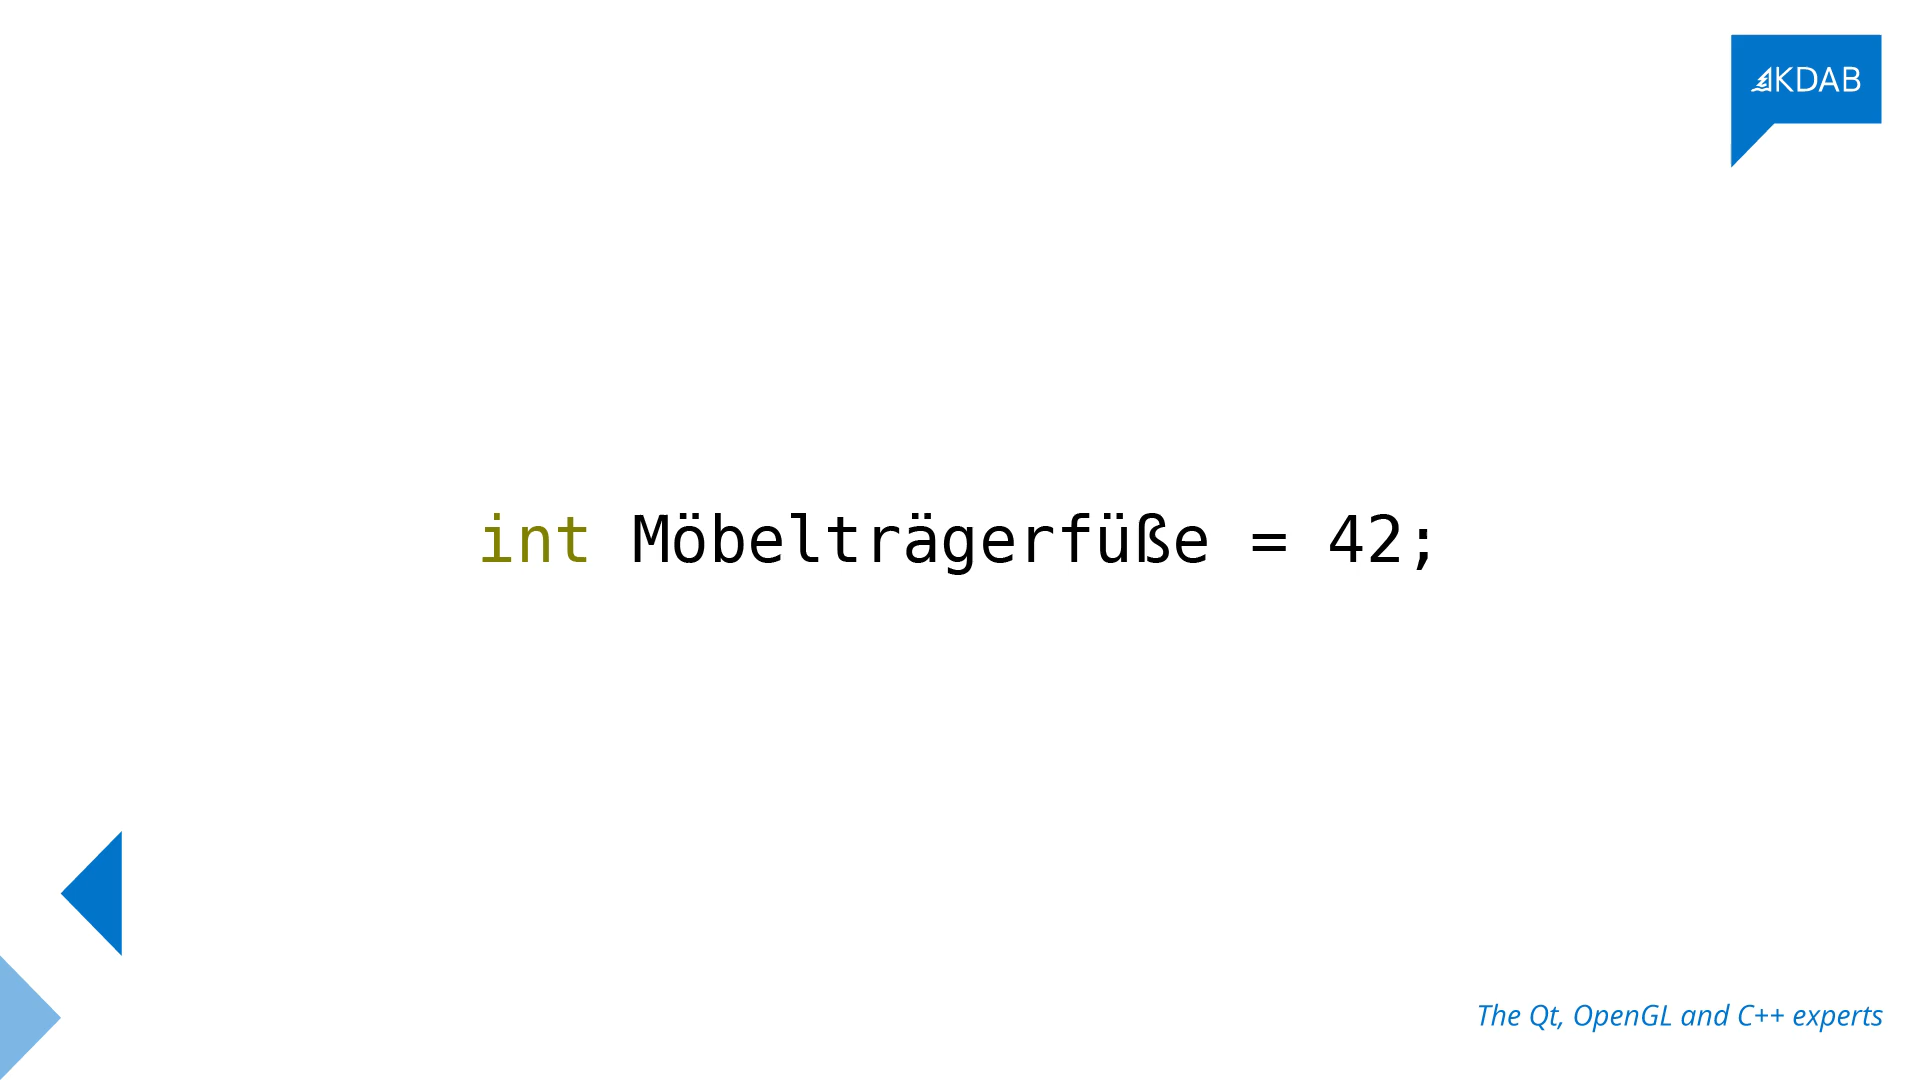 KDAB
int Möbelträgerfüße = 42;
The Qt, OpenGL and C++ experts